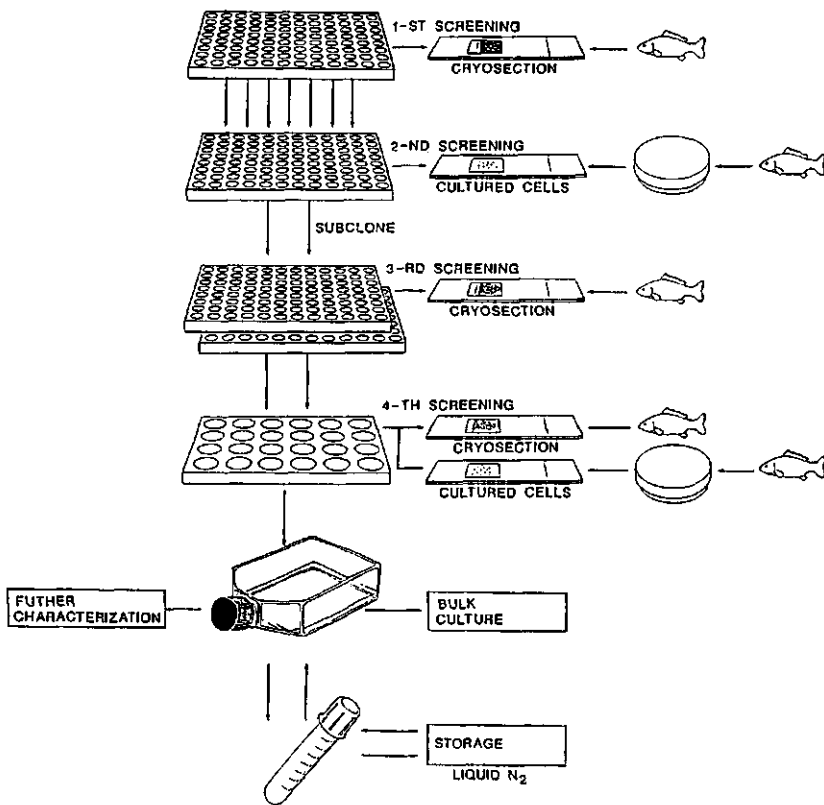 1-ST SCREENING
CRYOSECTION
2-ND SCREENING
CULTURED CELLS
SUBCLONE
3-RD SCREENING
CRYOSECTION
4-TH SCREENING
CRYOSECTION
CULTURED CELLS
FUTHER
CHARACTERIZATION
BULK
CULTURE
STORAGE
LIQUID N₂